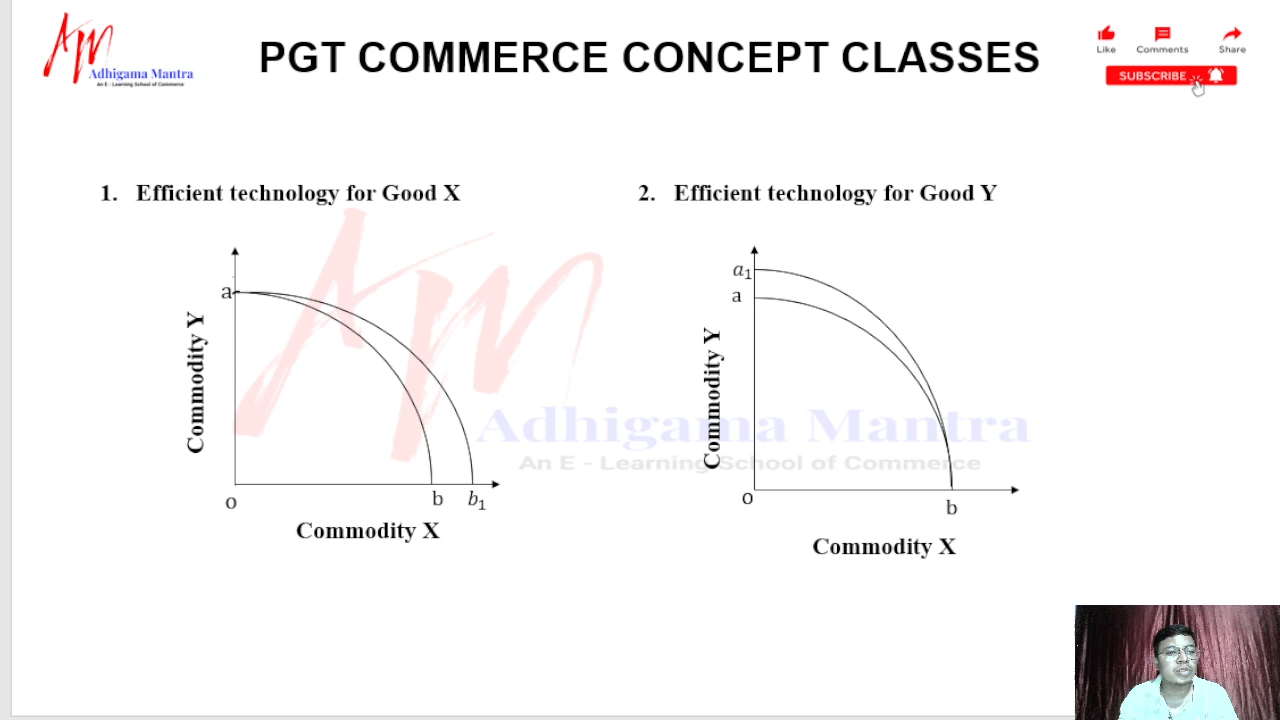 Adhigama Mantra
An E - Learning School of Commerce
PGT COMMERCE CONCEPT CLASSES
Like Comments Share
SUBSCRIBE
1. Efficient technology for Good X
a
Commodity Y
o b b₁
Commodity X
2. Efficient technology for Good Y
a₁
a
Commodity Y
o
b
Commodity X
Adhigama Mantra
An E - Learning School of Commerce